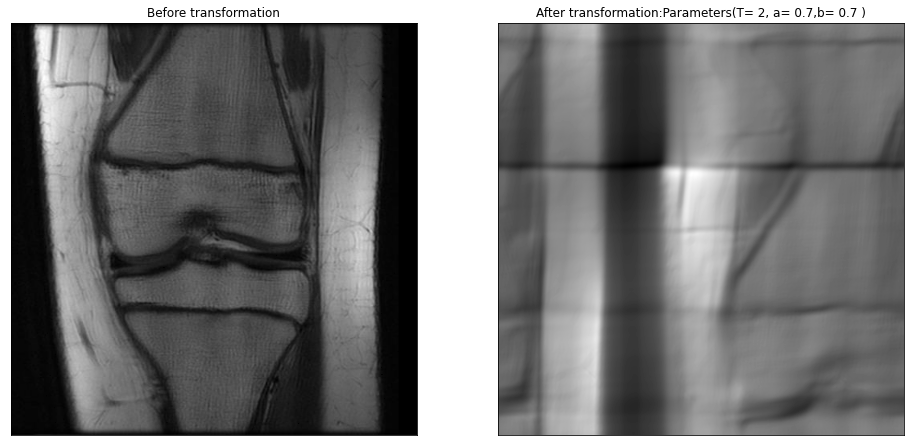 Before transformation
After transformation:Parameters(T= 2, a= 0.7,b= 0.7 )